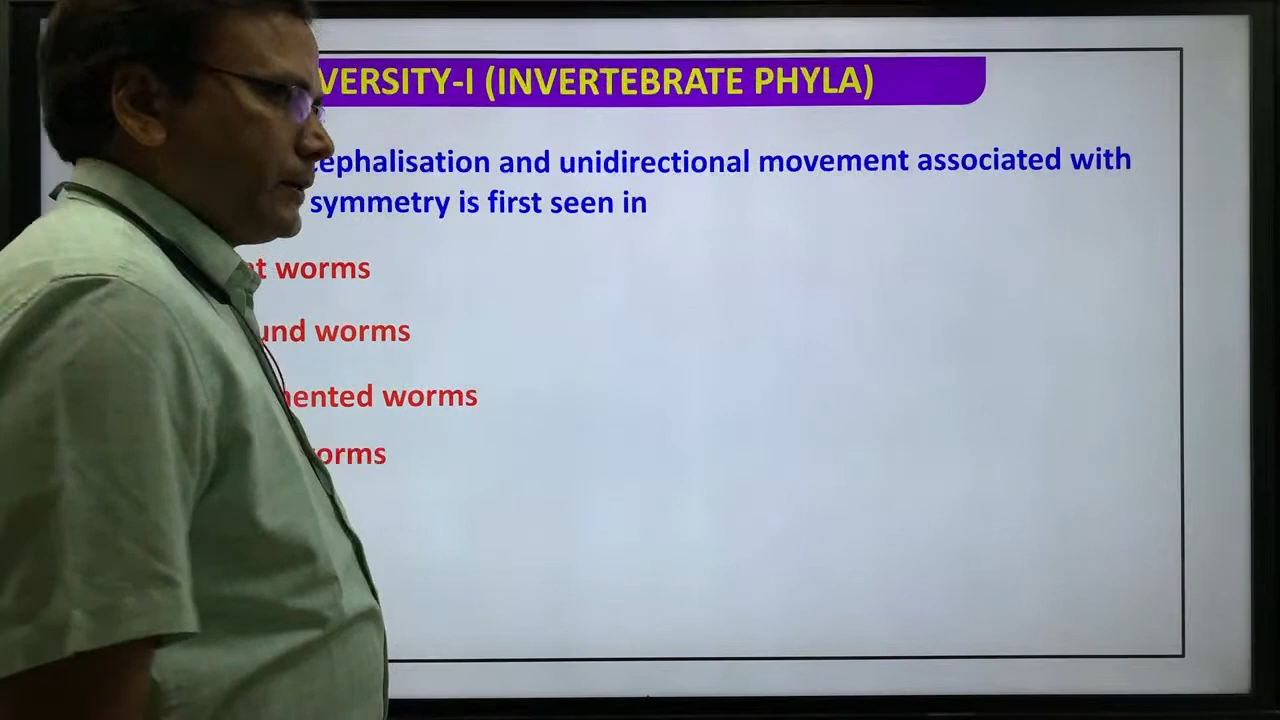 VERSITY-I (INVERTEBRATE PHYLA)
ephalisation and unidirectional movement associated with
symmetry is first seen in
worms
und worms
mented worms
orms